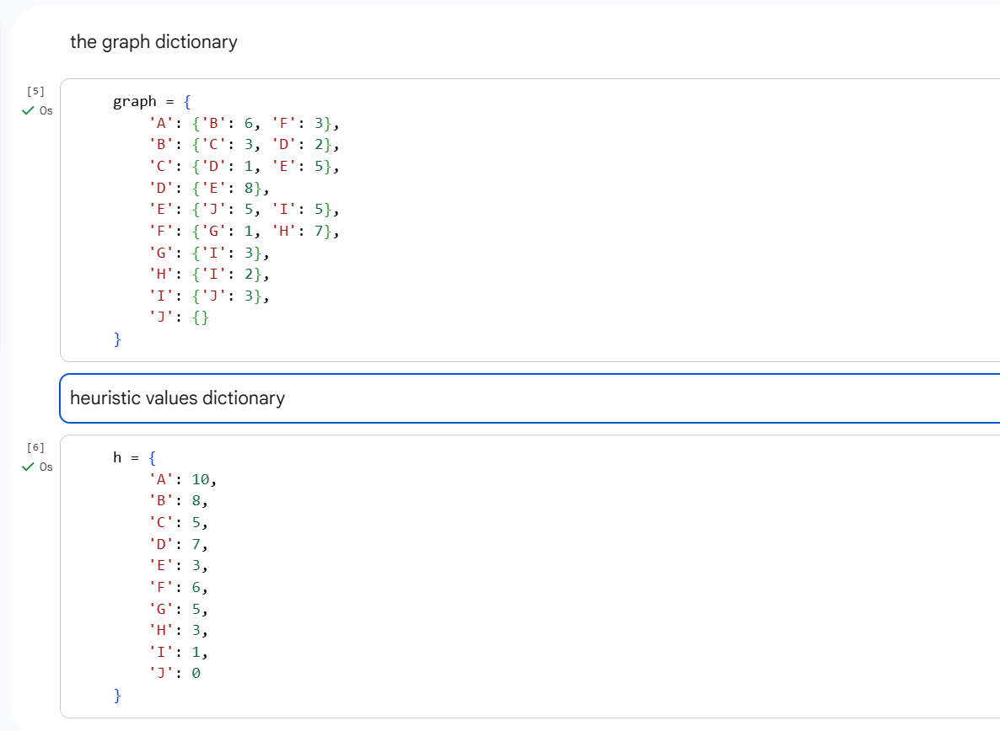 the graph dictionary
[5]
0s
graph = {
'A': {'B': 6, 'F': 3},
'B': {'C': 3, 'D': 2},
'C': {'D': 1, 'E': 5},
'D': {'E': 8},
'E': {'J': 5, 'I': 5},
'F': {'G': 1, 'H': 7},
'G': {'I': 3},
'H': {'I': 2},
'I': {'J': 3},
'J': {}
}
heuristic values dictionary
[6]
0s
h = {
'A': 10,
'B': 8,
'C': 5,
'D': 7,
'E': 3,
'F': 6,
'G': 5,
'H': 3,
'I': 1,
'J': 0
}